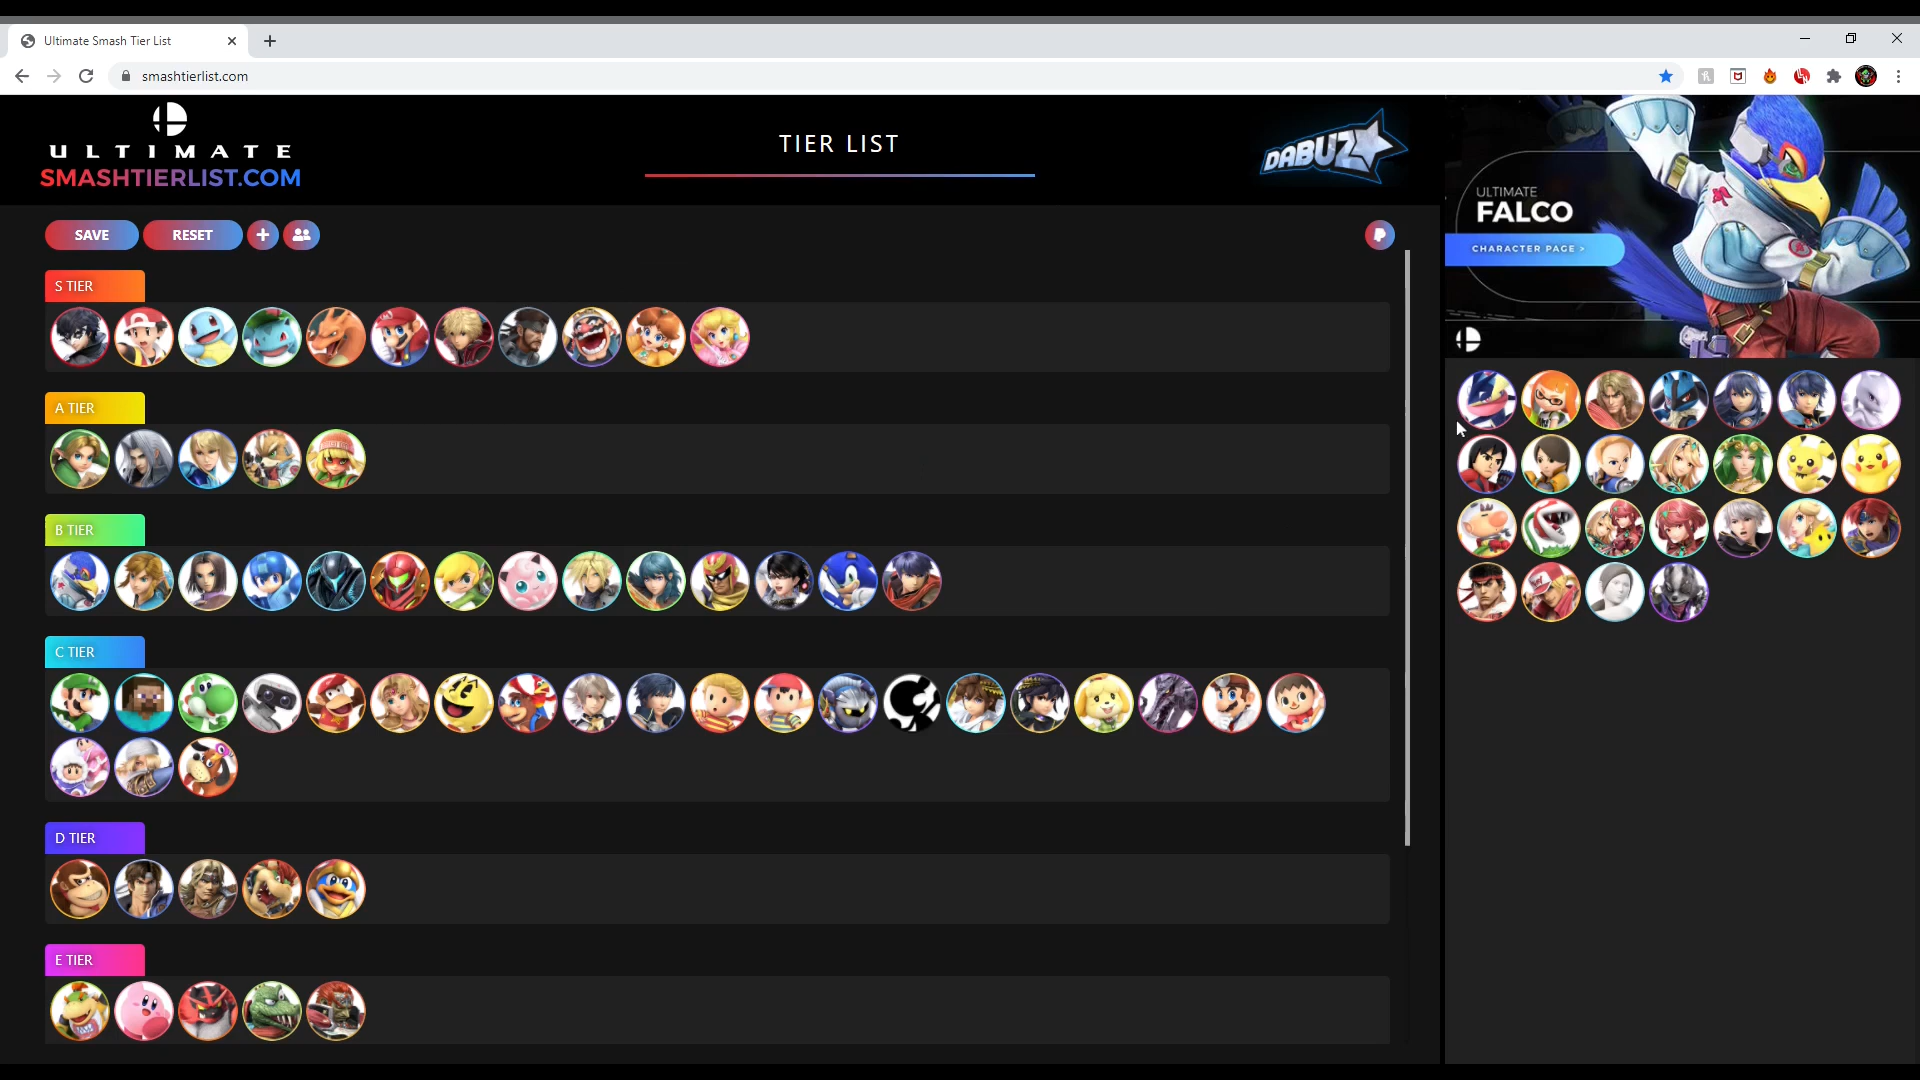 Ultimate Smash Tier List
smashtierlist.com
ULTIMATE
SMASHTIERLIST.COM
TIER LIST
DABUZ
ULTIMATE
FALCO
CHARACTER PAGE >
SAVE
RESET
S TIER
A TIER
B TIER
C TIER
D TIER
E TIER